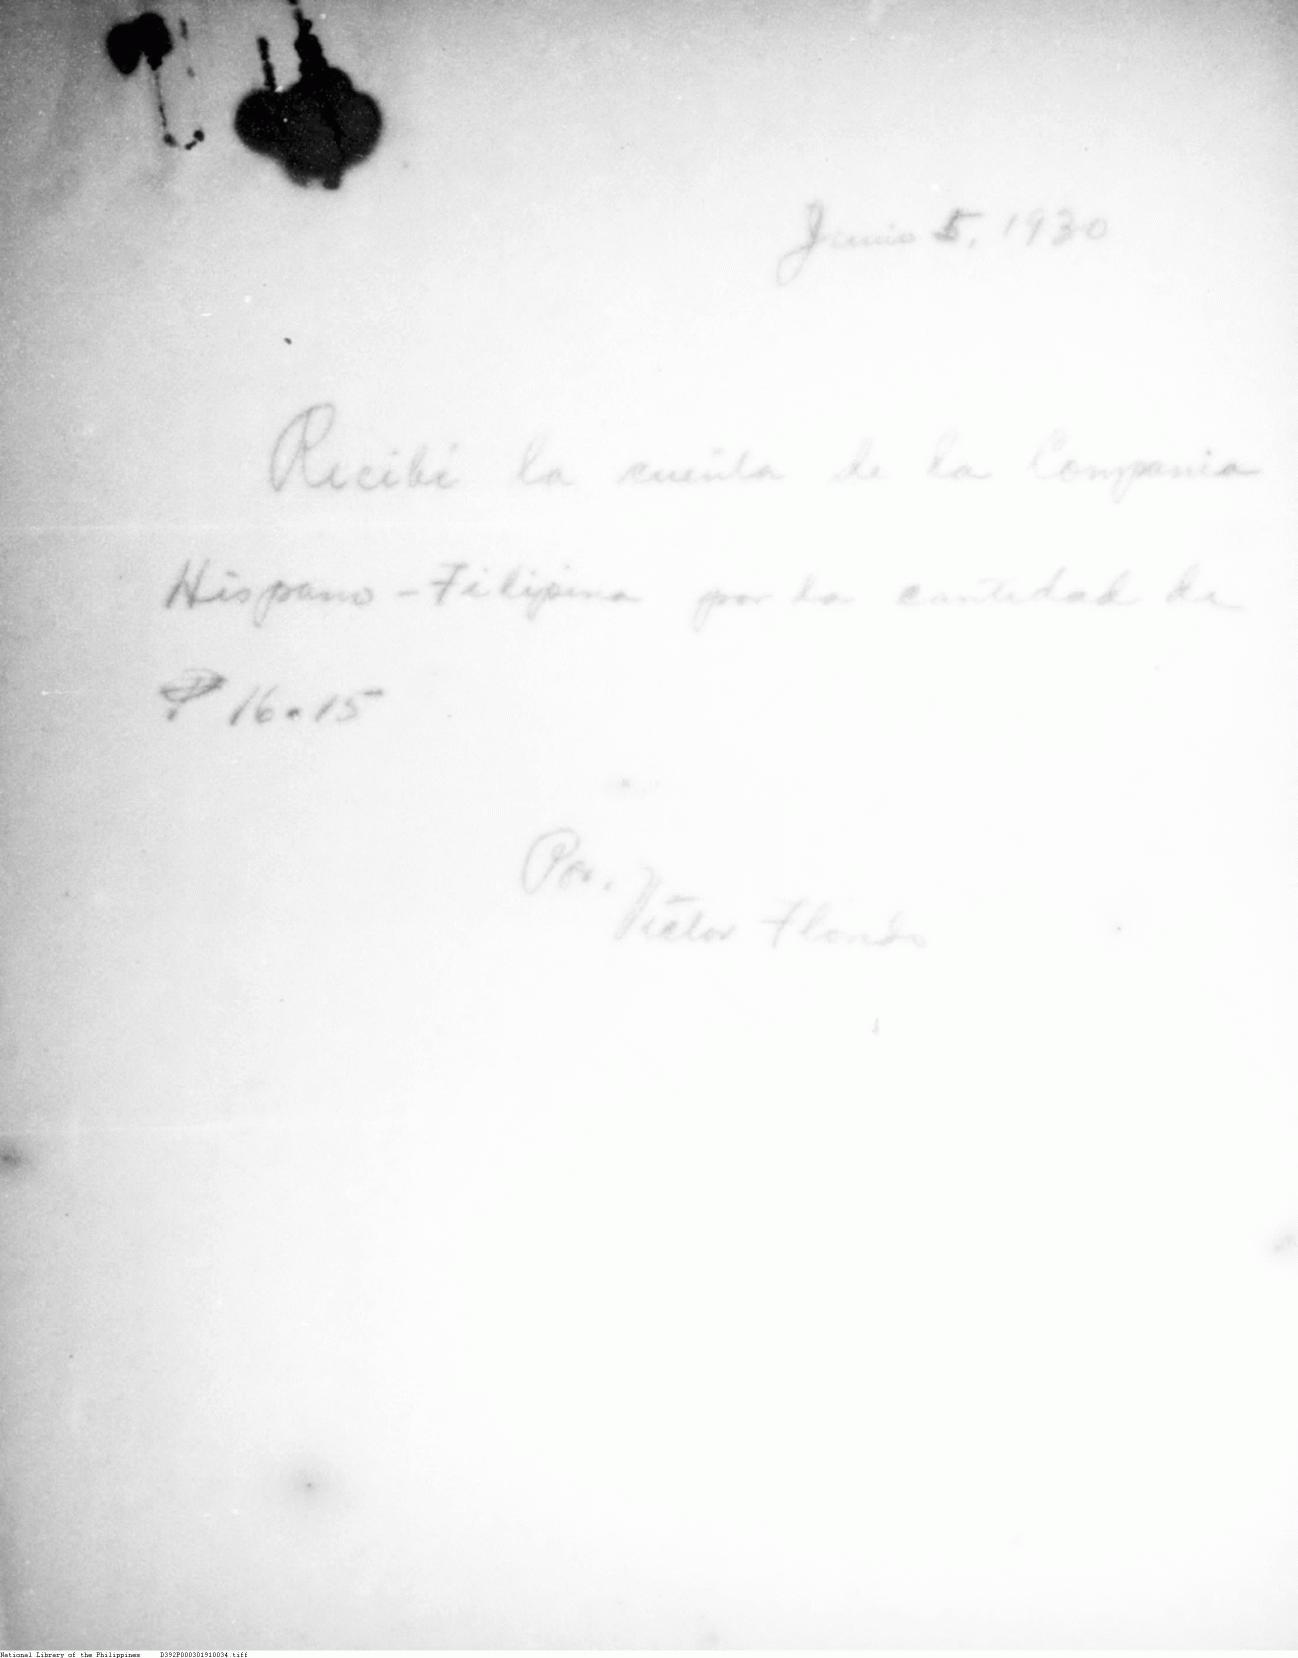 Junio 5, 1930
Recibí la cuenta de la Compania
Hispano-Filipina por la cantidad de
₱ 16.15
Por.
Victor Florido
National Library of the Philippines D392P000301910034.tiff